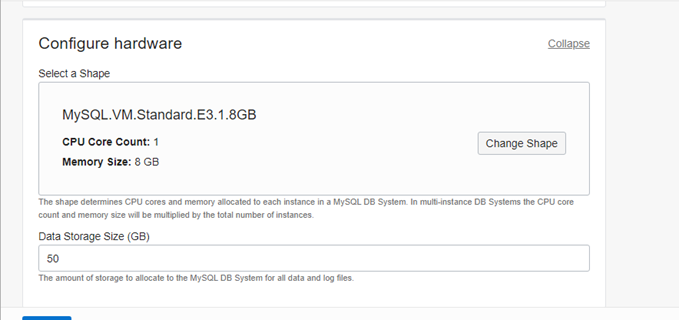 Configure hardware
Collapse
Select a Shape
MySQL.VM.Standard.E3.1.8GB
CPU Core Count: 1
Memory Size: 8 GB
Change Shape
The shape determines CPU cores and memory allocated to each instance in a MySQL DB System. In multi-instance DB Systems the CPU core
count and memory size will be multiplied by the total number of instances.
Data Storage Size (GB)
50
The amount of storage to allocate to the MySQL DB System for all data and log files.